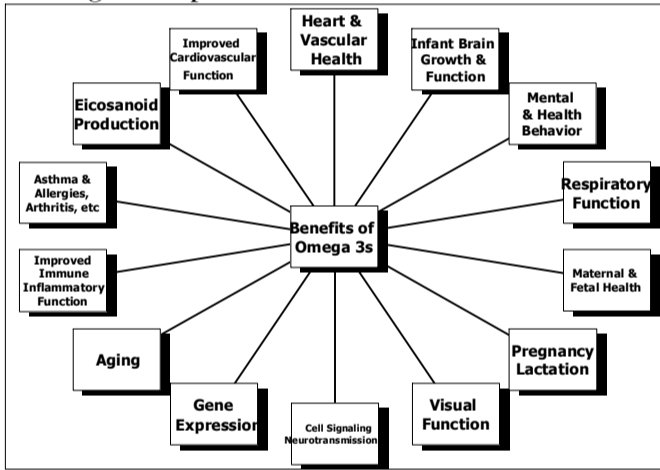 Heart &
Vascular
Health
Infant Brain
Growth &
Function
Mental
& Health
Behavior
Respiratory
Function
Maternal &
Fetal Health
Pregnancy
Lactation
Visual
Function
Cell Signaling
Neurotransmission
Gene
Expression
Aging
Improved
Immune
Inflammatory
Function
Asthma &
Allergies,
Arthritis, etc
Eicosanoid
Production
Improved
Cardiovascular
Function
Benefits of
Omega 3s